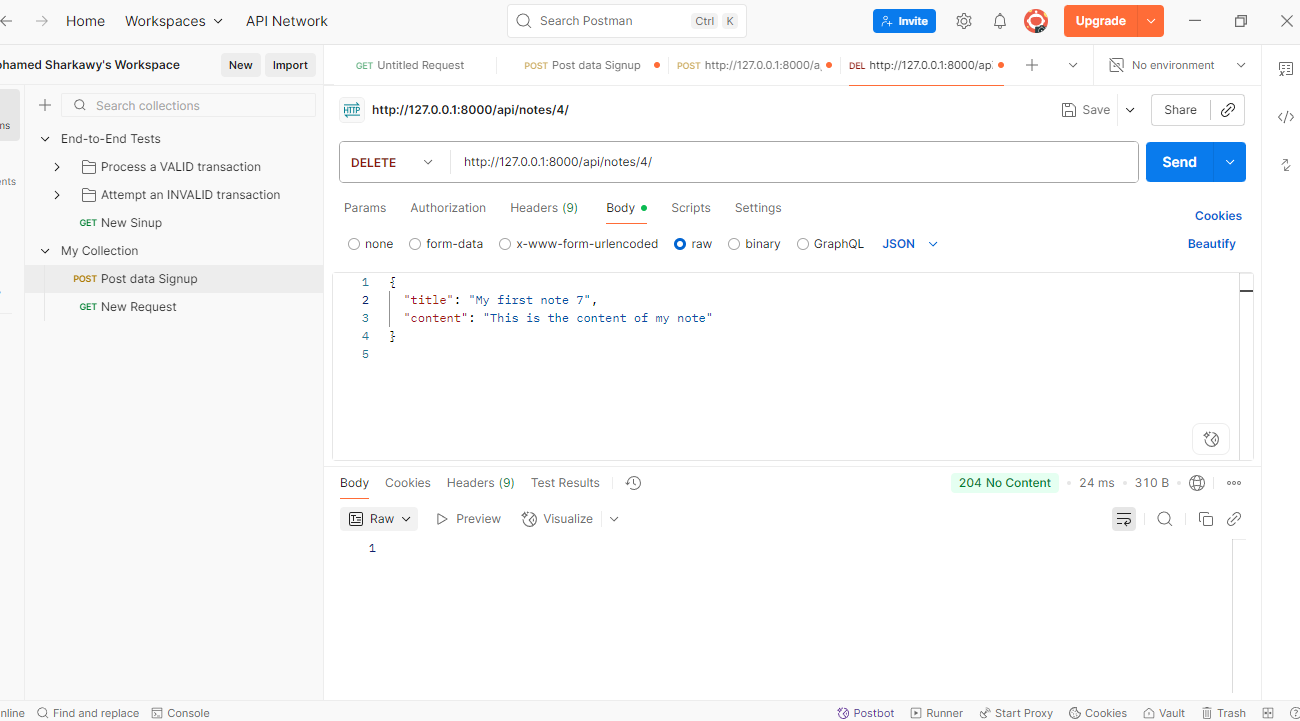 Home Workspaces API Network Search Postman Ctrl K Invite Upgrade
ohamed Sharkawy's Workspace New Import GET Untitled Request POST Post data Signup POST http://127.0.0.1:8000/a DEL http://127.0.0.1:8000/ap No environment
Search collections
HTTP http://127.0.0.1:8000/api/notes/4/ Save Share
ns
End-to-End Tests
Process a VALID transaction
DELETE http://127.0.0.1:8000/api/notes/4/ Send
ents
Attempt an INVALID transaction
GET New Sinup
Params Authorization Headers (9) Body Scripts Settings Cookies
My Collection
none form-data x-www-form-urlencoded raw binary GraphQL JSON Beautify
POST Post data Signup
GET New Request
1 {
2 "title": "My first note 7",
3 "content": "This is the content of my note"
4 }
5
Body Cookies Headers (9) Test Results 204 No Content 24 ms 310 B
Raw Preview Visualize
1
nline Find and replace Console Postbot Runner Start Proxy Cookies Vault Trash